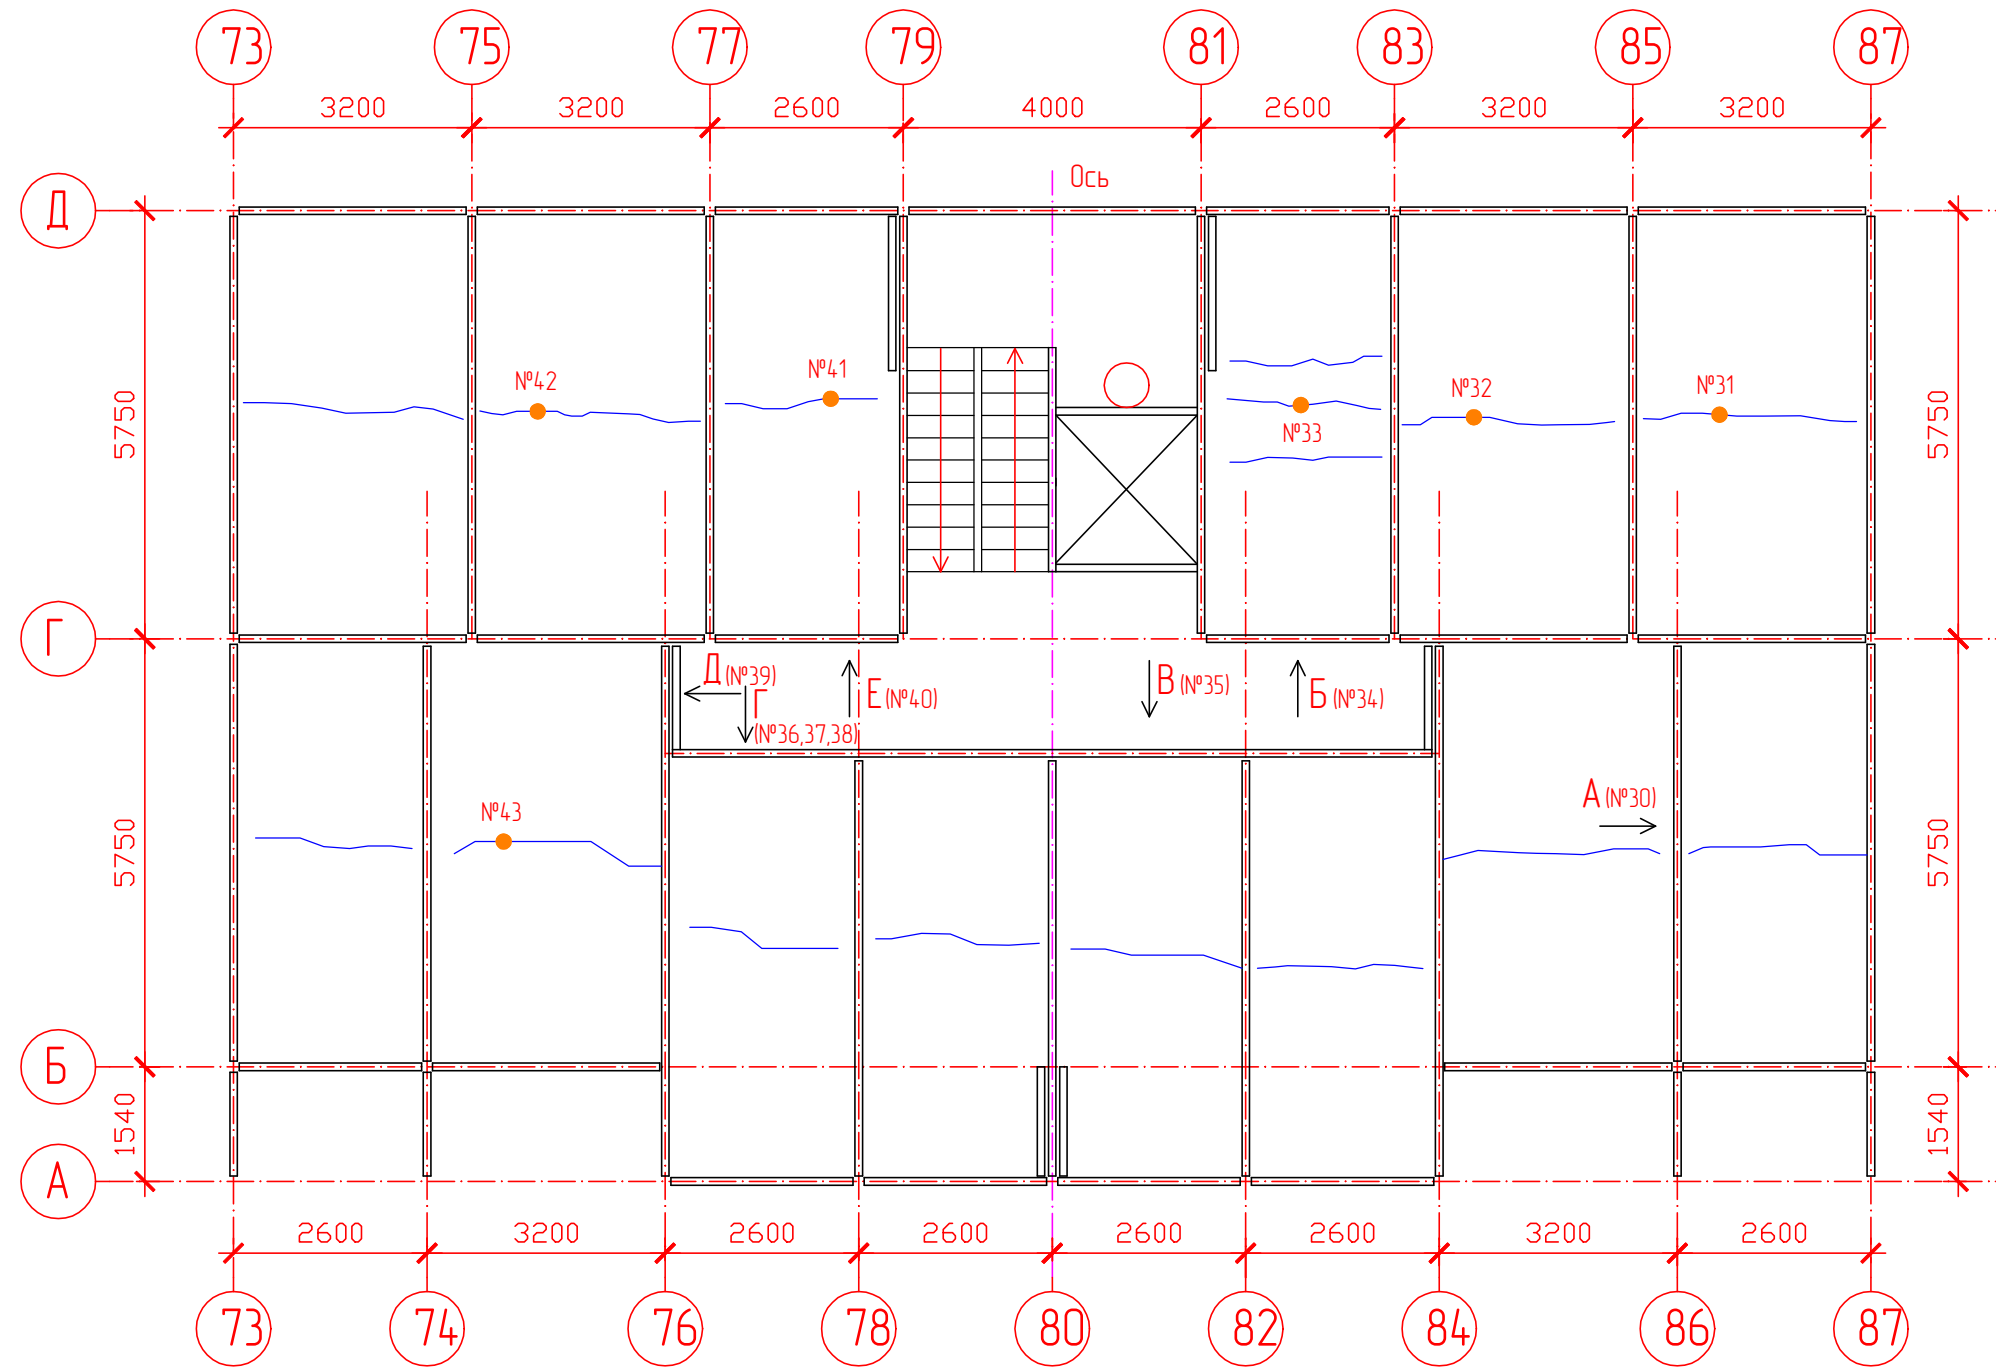 73 75 77 79 81 83 85 87
3200 3200 2600 4000 2600 3200 3200
Ось
Д
№42 №41 №32 №31
№33
5750 5750
Г
Д (№39)
Г
Е (№40) В (№35) Б (№34)
(№36,37,38)
А (№30)
№43
5750 5750
Б
1540 1540
А
2600 3200 2600 2600 2600 2600 3200 2600
73 74 76 78 80 82 84 86 87